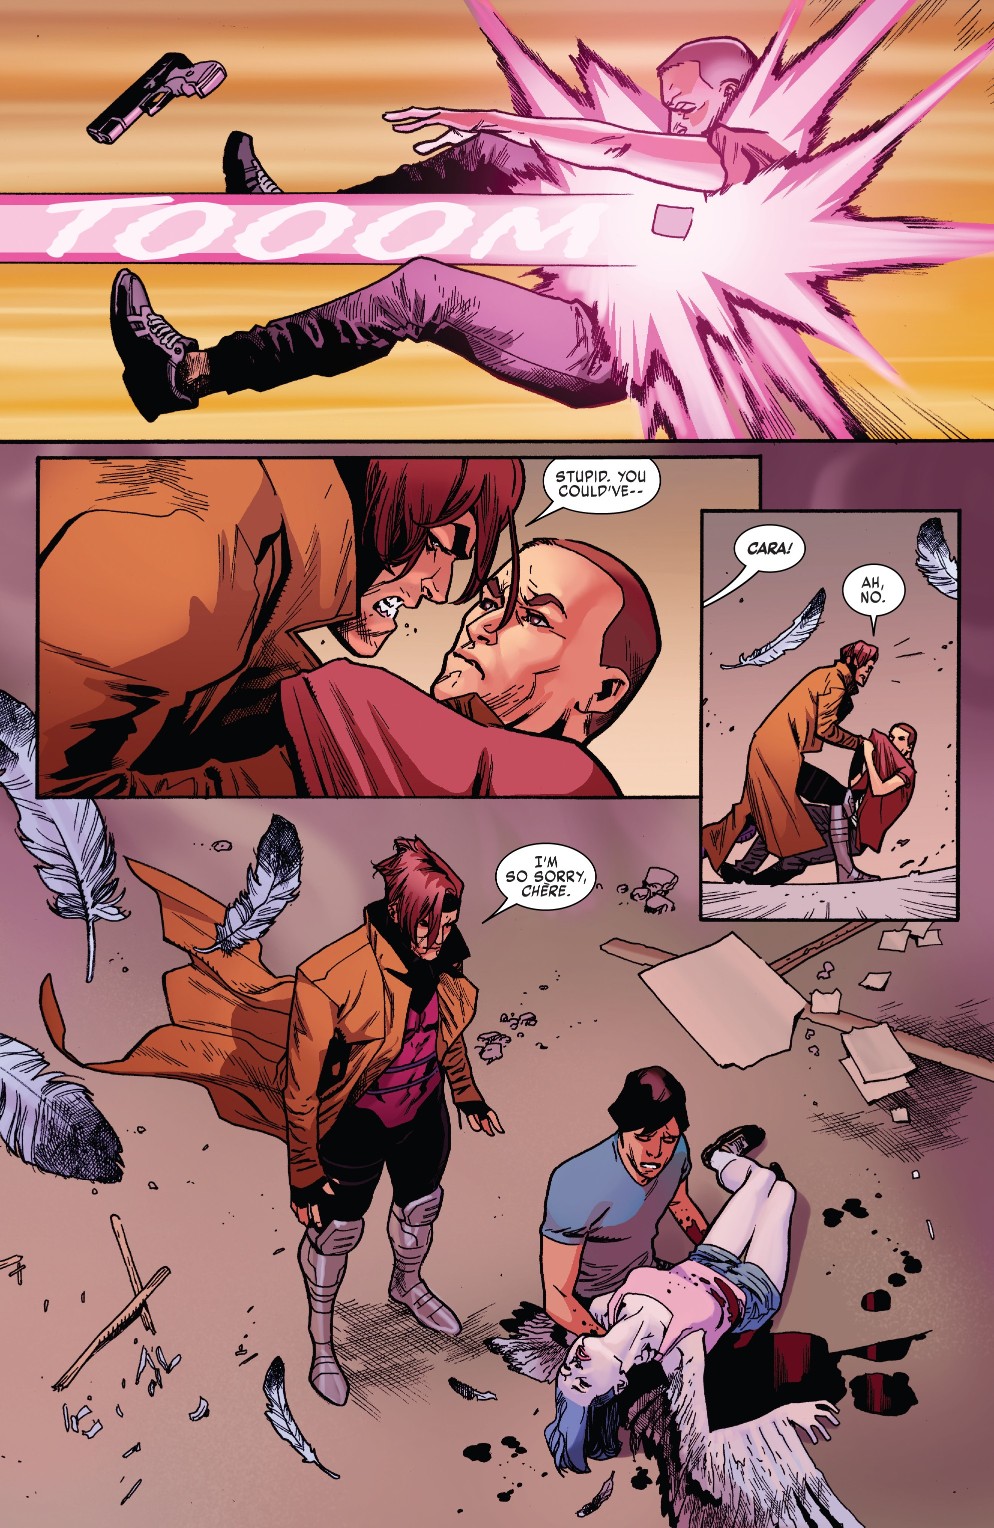 TOOOM
STUPID. YOU
COULD'VE--
CARA!
AH,
NO.
I'M
SO SORRY,
CHÈRE.